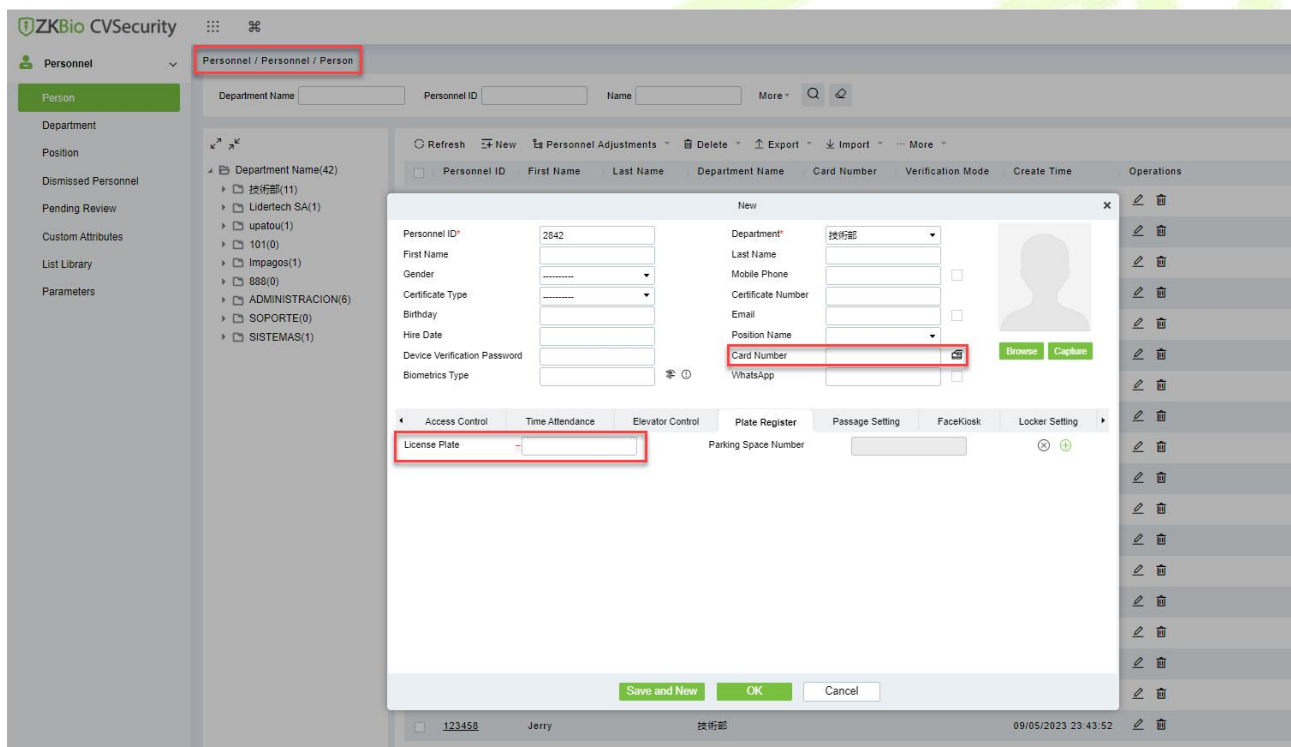 ZKBio CVSecurity
Personnel
Personnel / Personnel / Person
Person
Department
Position
Dismissed Personnel
Pending Review
Custom Attributes
List Library
Parameters
Department Name Personnel ID Name More
Refresh New Personnel Adjustments Delete Export Import ··· More
Department Name(42)
技術部(11)
Lidertech SA(1)
upatou(1)
101(0)
Impagos(1)
888(0)
ADMINISTRACION(6)
SOPORTE(0)
SISTEMAS(1)
Personnel ID First Name Last Name Department Name Card Number Verification Mode Create Time Operations
New
Personnel ID* 2842 Department* 技術部
First Name Last Name
Gender ---------- Mobile Phone
Certificate Type ---------- Certificate Number
Birthday Email
Hire Date Position Name
Device Verification Password Card Number
Biometrics Type WhatsApp
Browse Capture
Access Control Time Attendance Elevator Control Plate Register Passage Setting FaceKiosk Locker Setting
License Plate – Parking Space Number
Save and New OK Cancel
123458 Jerry 技術部 09/05/2023 23:43:52